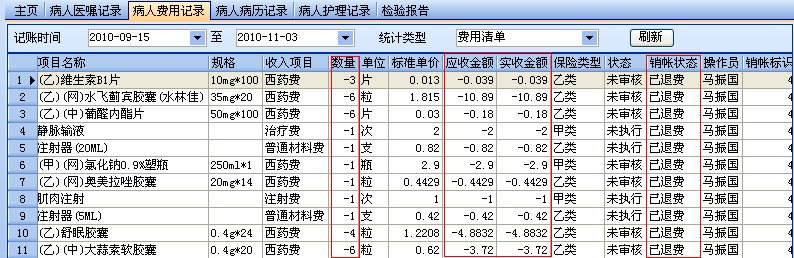 主页 病人医嘱记录 病人费用记录 病人病历记录 病人护理记录 检验报告
记账时间 2010-09-15 至 2010-11-03 统计类型 费用清单 刷新
项目名称 规格 收入项目 数量 单位 标准单价 应收金额 实收金额 保险类型 状态 销帐状态 操作员 销帐标识
1 (乙)维生素B1片 10mg*100 西药费 -3 片 0.013 -0.039 -0.039 乙类 未审核 已退费 马振国 4
2 (乙)(网)水飞蓟宾胶囊(水林佳) 35mg*20 西药费 -6 粒 1.815 -10.89 -10.89 乙类 未审核 已退费 马振国 4
3 (乙)(中)葡醛内酯片 50mg*100 西药费 -6 片 0.03 -0.18 -0.18 乙类 未审核 已退费 马振国 4
4 静脉输液 治疗费 -1 次 2 -2 -2 甲类 未执行 已退费 马振国 4
5 注射器(20ML) 普通材料费 -1 支 0.82 -0.82 -0.82 乙类 未执行 已退费 马振国 4
6 (甲)(网)氯化钠0.9%塑瓶 250ml*1 西药费 -1 瓶 2.9 -2.9 -2.9 甲类 未审核 已退费 马振国 4
7 (乙)(网)奥美拉唑胶囊 20mg*14 西药费 -1 粒 0.4429 -0.4429 -0.4429 乙类 未审核 已退费 马振国 4
8 肌肉注射 注射费 -1 次 1 -1 -1 甲类 未执行 已退费 马振国 4
9 注射器(5ML) 普通材料费 -1 支 0.42 -0.42 -0.42 乙类 未执行 已退费 马振国 4
10 (乙)舒眠胶囊 0.4g*24 西药费 -4 粒 1.2208 -4.8832 -4.8832 乙类 未审核 已退费 马振国 4
11 (乙)(中)大蒜素软胶囊 0.4g*20 西药费 -6 粒 0.62 -3.72 -3.72 乙类 未审核 已退费 马振国 4